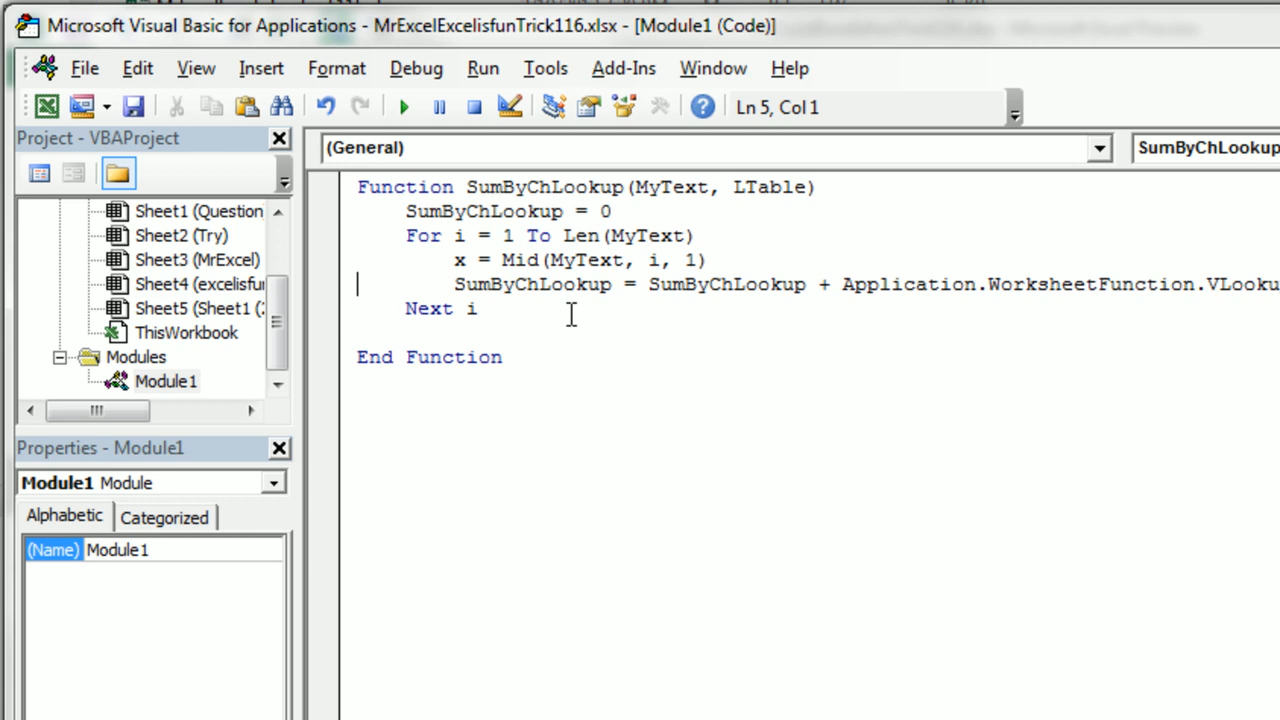 Microsoft Visual Basic for Applications - MrExcelExcelisfunTrick116.xlsx - [Module1 (Code)]
File Edit View Insert Format Debug Run Tools Add-Ins Window Help
Ln 5, Col 1
Project - VBAProject
(General)
SumByChLookup
Sheet1 (Question
Sheet2 (Try)
Sheet3 (MrExcel)
Sheet4 (excelisfu
Sheet5 (Sheet1 (
ThisWorkbook
Modules
Module1
Function SumByChLookup(MyText, LTable)
SumByChLookup = 0
For i = 1 To Len(MyText)
x = Mid(MyText, i, 1)
SumByChLookup = SumByChLookup + Application.WorksheetFunction.VLooku
Next i
End Function
Properties - Module1
Module1 Module
Alphabetic Categorized
(Name) Module1